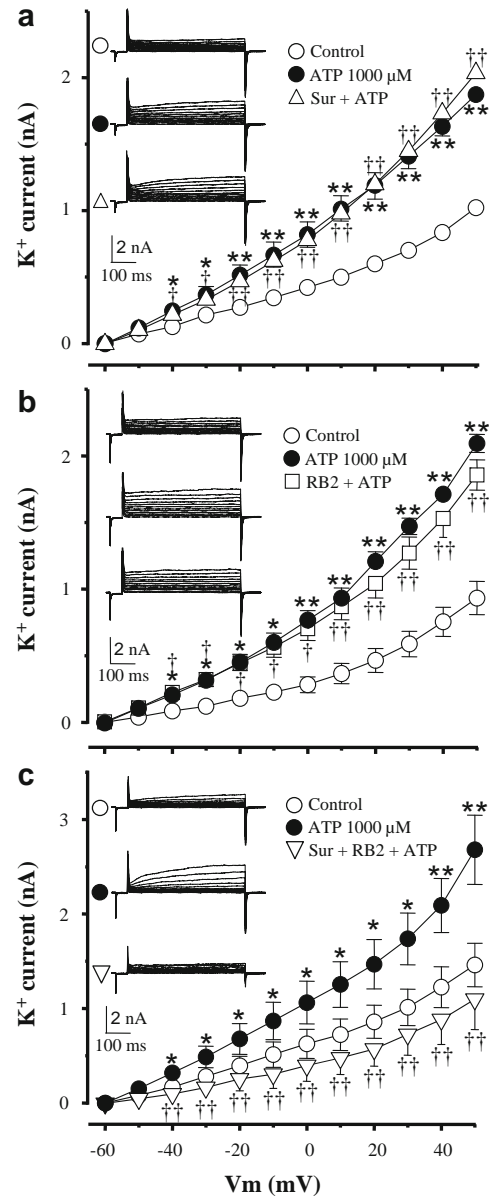 a
Control
ATP 1000 µM
Sur + ATP
K⁺ current (nA)
2
1
0
2 nA
100 ms
* * ** ** ** ** ** ** ** **
‡ ‡ †† †† †† †† †† †† †† ††
b
Control
ATP 1000 µM
RB2 + ATP
K⁺ current (nA)
2
1
0
2 nA
100 ms
* * * * ** ** ** ** ** **
† † † † † †† †† †† †† ††
c
Control
ATP 1000 µM
Sur + RB2 + ATP
K⁺ current (nA)
3
2
1
0
2 nA
100 ms
* * * * * * * * ** **
†† †† †† †† †† †† †† †† †† ††
-60 -40 -20 0 20 40
Vm (mV)